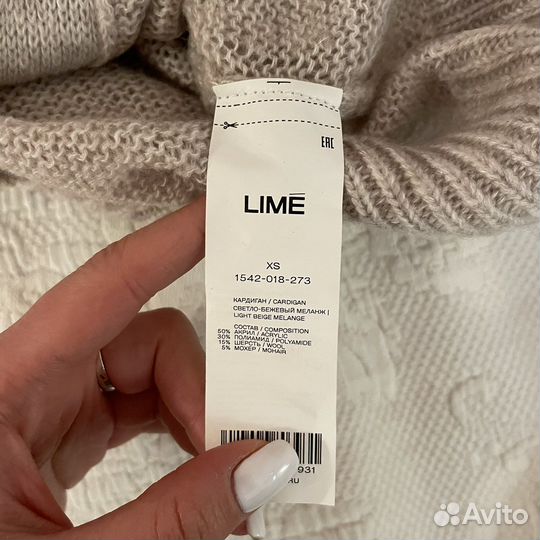 EAC
LIMÉ
XS
1542-018-273
КАРДИГАН / CARDIGAN
СВЕТЛО-БЕЖЕВЫЙ МЕЛАНЖ |
LIGHT BEIGE MELANGE
СОСТАВ / COMPOSITION
50% АКРИЛ / ACRYLIC
30% ПОЛИАМИД / POLYAMIDE
15% ШЕРСТЬ / WOOL
5% МОХЕР / MOHAIR
931
RU
Avito